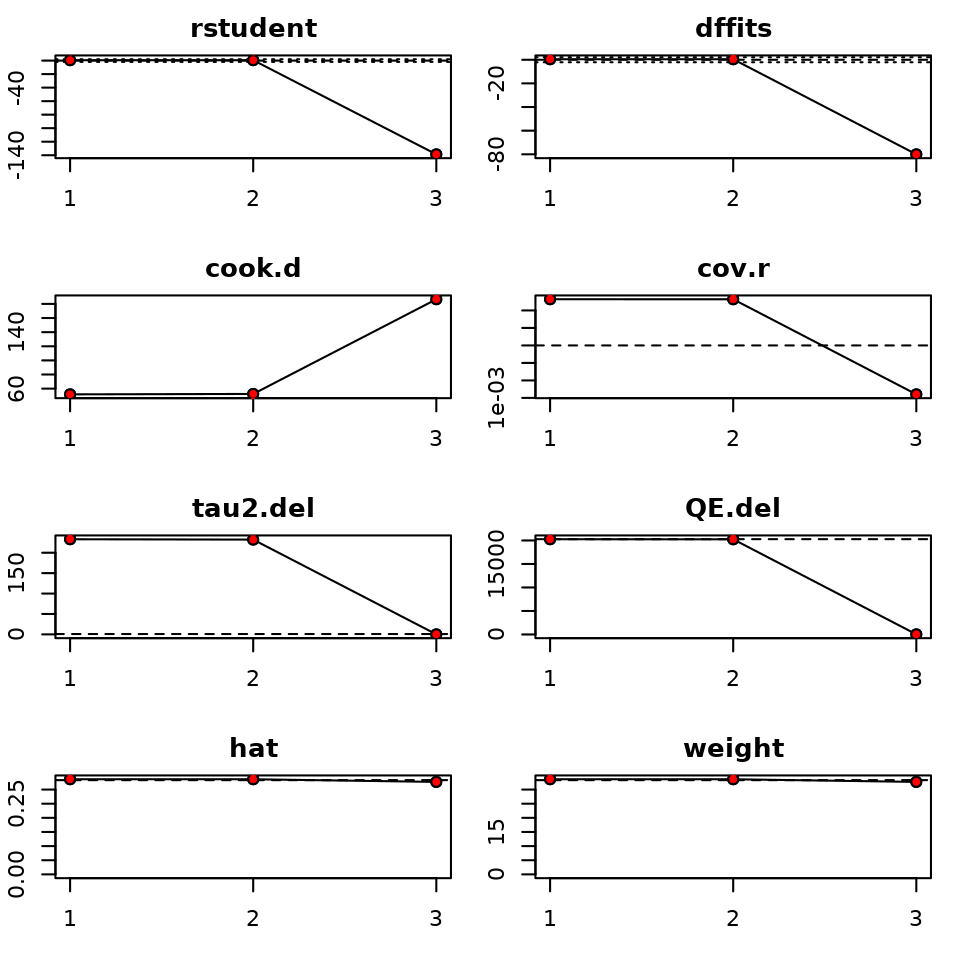 rstudent
-40
-140
1 2 3
dffits
-20
-80
1 2 3
cook.d
140
60
1 2 3
cov.r
1e-03
1 2 3
tau2.del
150
0
1 2 3
QE.del
15000
0
1 2 3
hat
0.25
0.00
1 2 3
weight
15
0
1 2 3